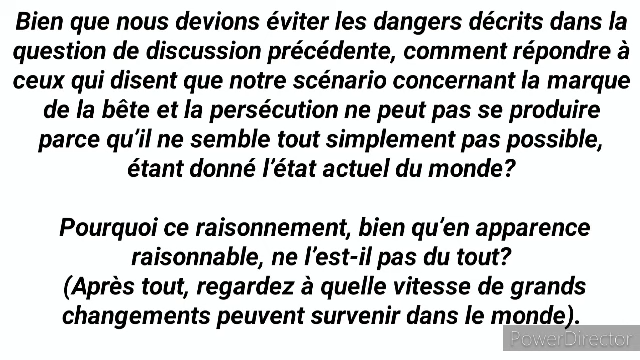 Bien que nous devions éviter les dangers décrits dans la
question de discussion précédente, comment répondre à
ceux qui disent que notre scénario concernant la marque
de la bête et la persécution ne peut pas se produire
parce qu'il ne semble tout simplement pas possible,
étant donné l'état actuel du monde?
Pourquoi ce raisonnement, bien qu'en apparence
raisonnable, ne l'est-il pas du tout?
(Après tout, regardez à quelle vitesse de grands
changements peuvent survenir dans le monde).
PowerDirector